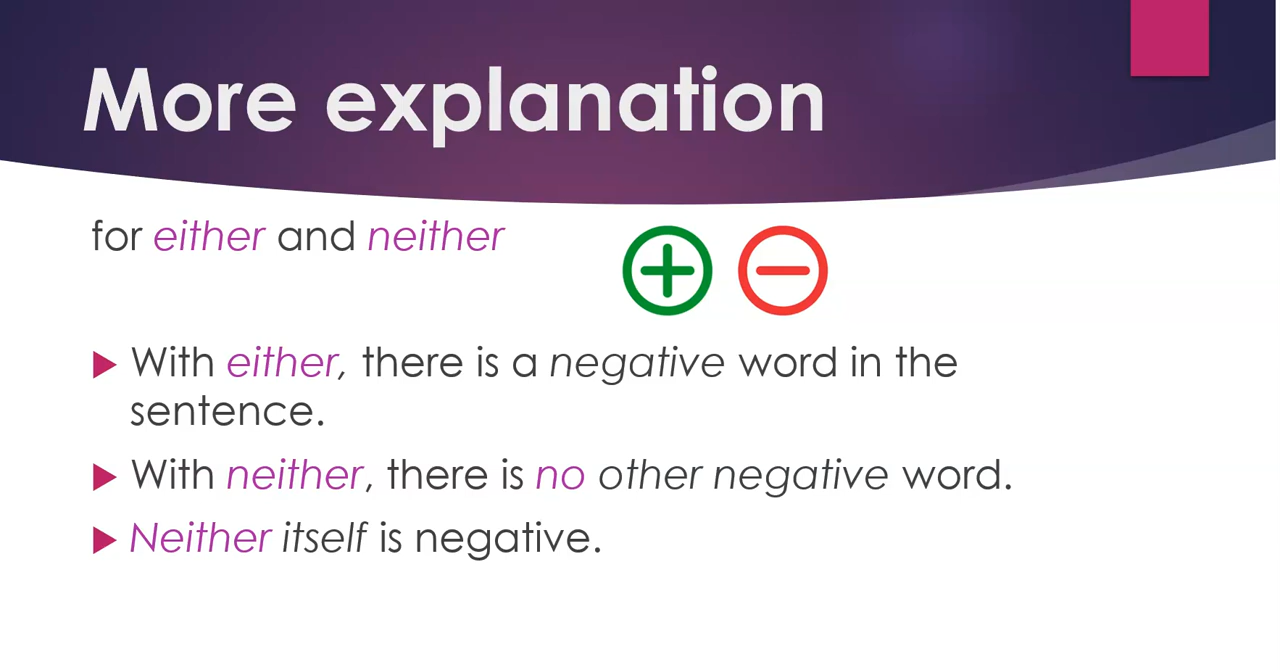 More explanation
for either and neither
With either, there is a negative word in the
sentence.
With neither, there is no other negative word.
Neither itself is negative.